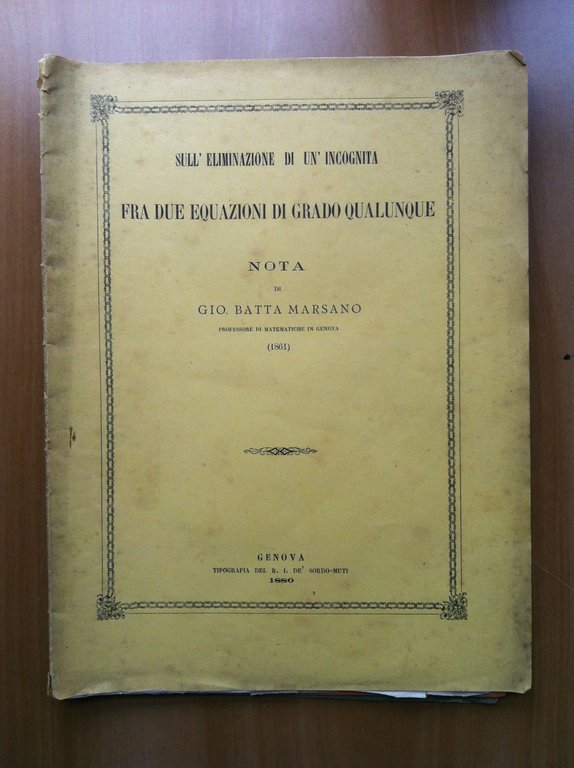 SULL' ELIMINAZIONE DI UN' INCOGNITA
FRA DUE EQUAZIONI DI GRADO QUALUNQUE
NOTA
DI
GIO. BATTA MARSANO
PROFESSORE DI MATEMATICHE IN GENOVA
(1861)
GENOVA
TIPOGRAFIA DEL R. I. DE' SORDO-MUTI
1880